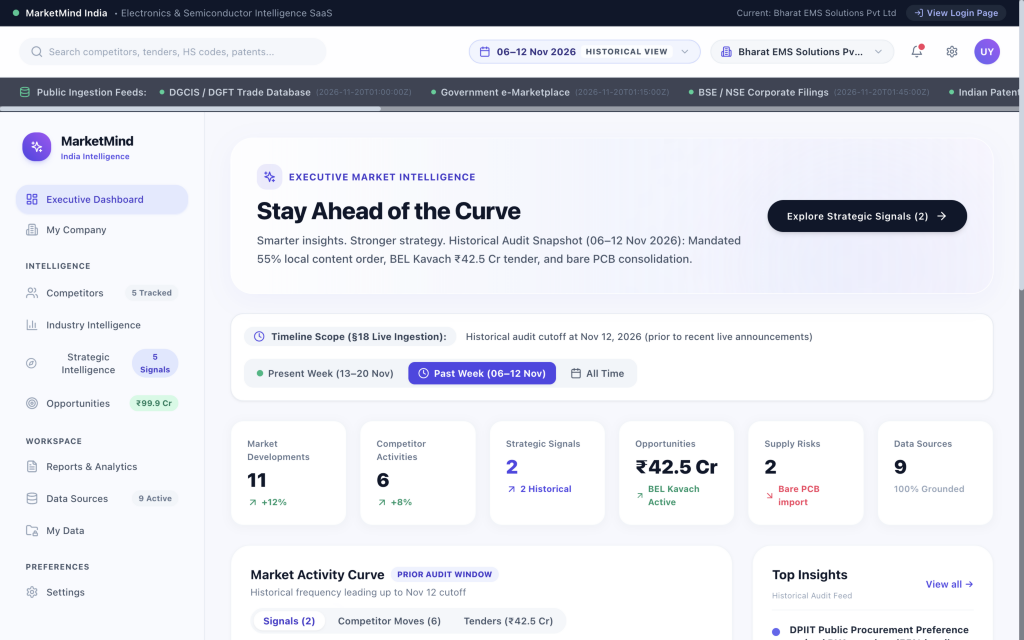 MarketMind India · Electronics & Semiconductor Intelligence SaaS
Current: Bharat EMS Solutions Pvt Ltd
View Login Page
Search competitors, tenders, HS codes, patents...
06–12 Nov 2026 HISTORICAL VIEW
Bharat EMS Solutions Pv...
UY
Public Ingestion Feeds:
DGCIS / DGFT Trade Database (2026-11-20T01:00:00Z)
Government e-Marketplace (2026-11-20T01:15:00Z)
BSE / NSE Corporate Filings (2026-11-20T01:45:00Z)
Indian Patent
MarketMind
India Intelligence
Executive Dashboard
My Company
INTELLIGENCE
Competitors 5 Tracked
Industry Intelligence
Strategic
Intelligence
5
Signals
Opportunities ₹99.9 Cr
WORKSPACE
Reports & Analytics
Data Sources 9 Active
My Data
PREFERENCES
Settings
EXECUTIVE MARKET INTELLIGENCE
Stay Ahead of the Curve
Smarter insights. Stronger strategy. Historical Audit Snapshot (06–12 Nov 2026): Mandated
55% local content order, BEL Kavach ₹42.5 Cr tender, and bare PCB consolidation.
Explore Strategic Signals (2) →
Timeline Scope (§18 Live Ingestion):
Historical audit cutoff at Nov 12, 2026 (prior to recent live announcements)
Present Week (13–20 Nov)
Past Week (06–12 Nov)
All Time
Market
Developments
11
+12%
Competitor
Activities
6
+8%
Strategic Signals
2
2 Historical
Opportunities
₹42.5 Cr
BEL Kavach
Active
Supply Risks
2
Bare PCB
import
Data Sources
9
100% Grounded
Market Activity Curve PRIOR AUDIT WINDOW
Historical frequency leading up to Nov 12 cutoff
Signals (2)
Competitor Moves (6)
Tenders (₹42.5 Cr)
Top Insights
Historical Audit Feed
View all →
DPIIT Public Procurement Preference